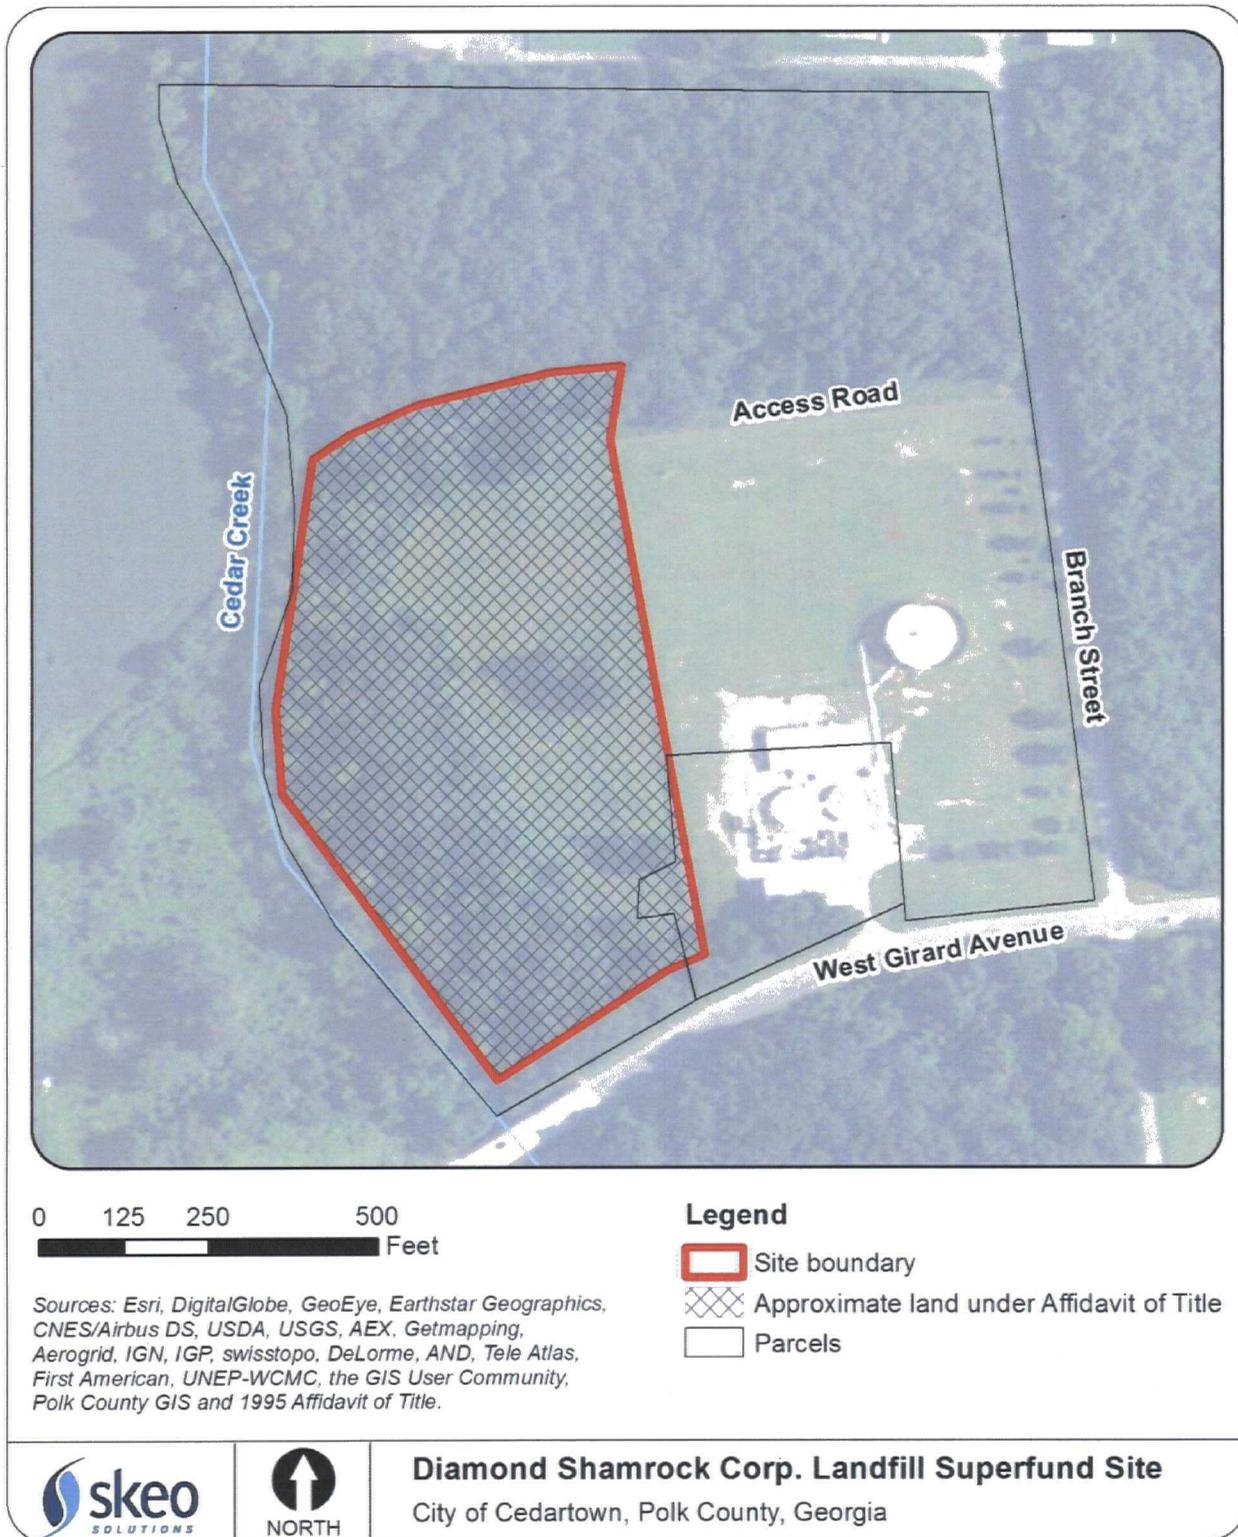 Access Road
Cedar Creek
Branch Street
West Girard Avenue
0 125 250 500
Feet
Legend
Site boundary
Approximate land under Affidavit of Title
Parcels
Sources: Esri, DigitalGlobe, GeoEye, Earthstar Geographics,
CNES/Airbus DS, USDA, USGS, AEX, Getmapping,
Aerogrid, IGN, IGP, swisstopo, DeLorme, AND, Tele Atlas,
First American, UNEP-WCMC, the GIS User Community,
Polk County GIS and 1995 Affidavit of Title.
skeo
SOLUTIONS
NORTH
Diamond Shamrock Corp. Landfill Superfund Site
City of Cedartown, Polk County, Georgia